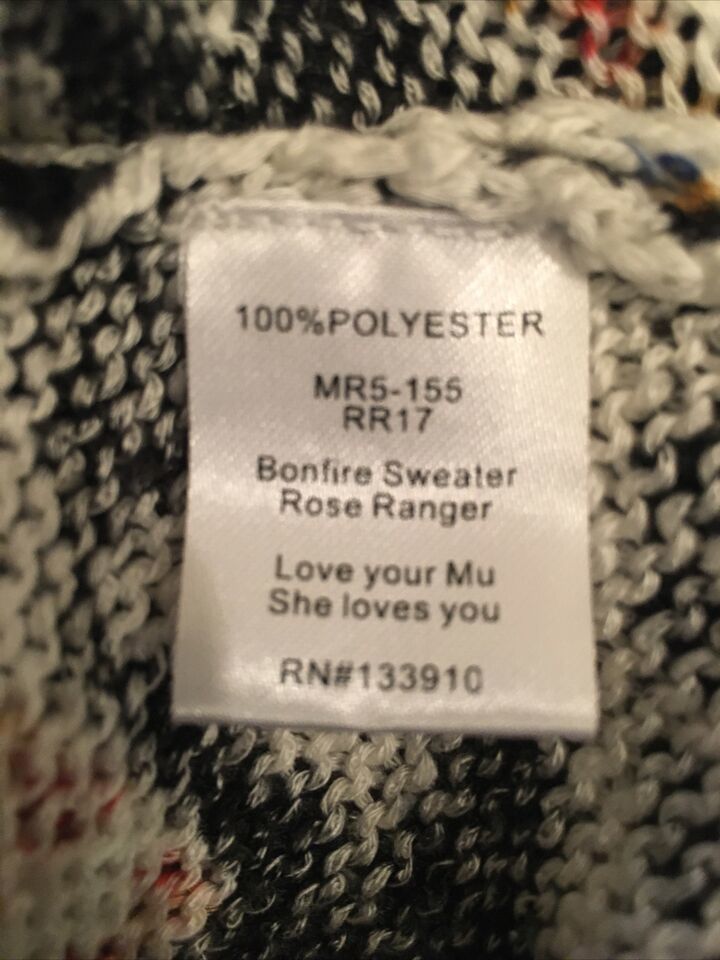 100%POLYESTER
MR5-155
RR17
Bonfire Sweater
Rose Ranger
Love your Mu
She loves you
RN#133910